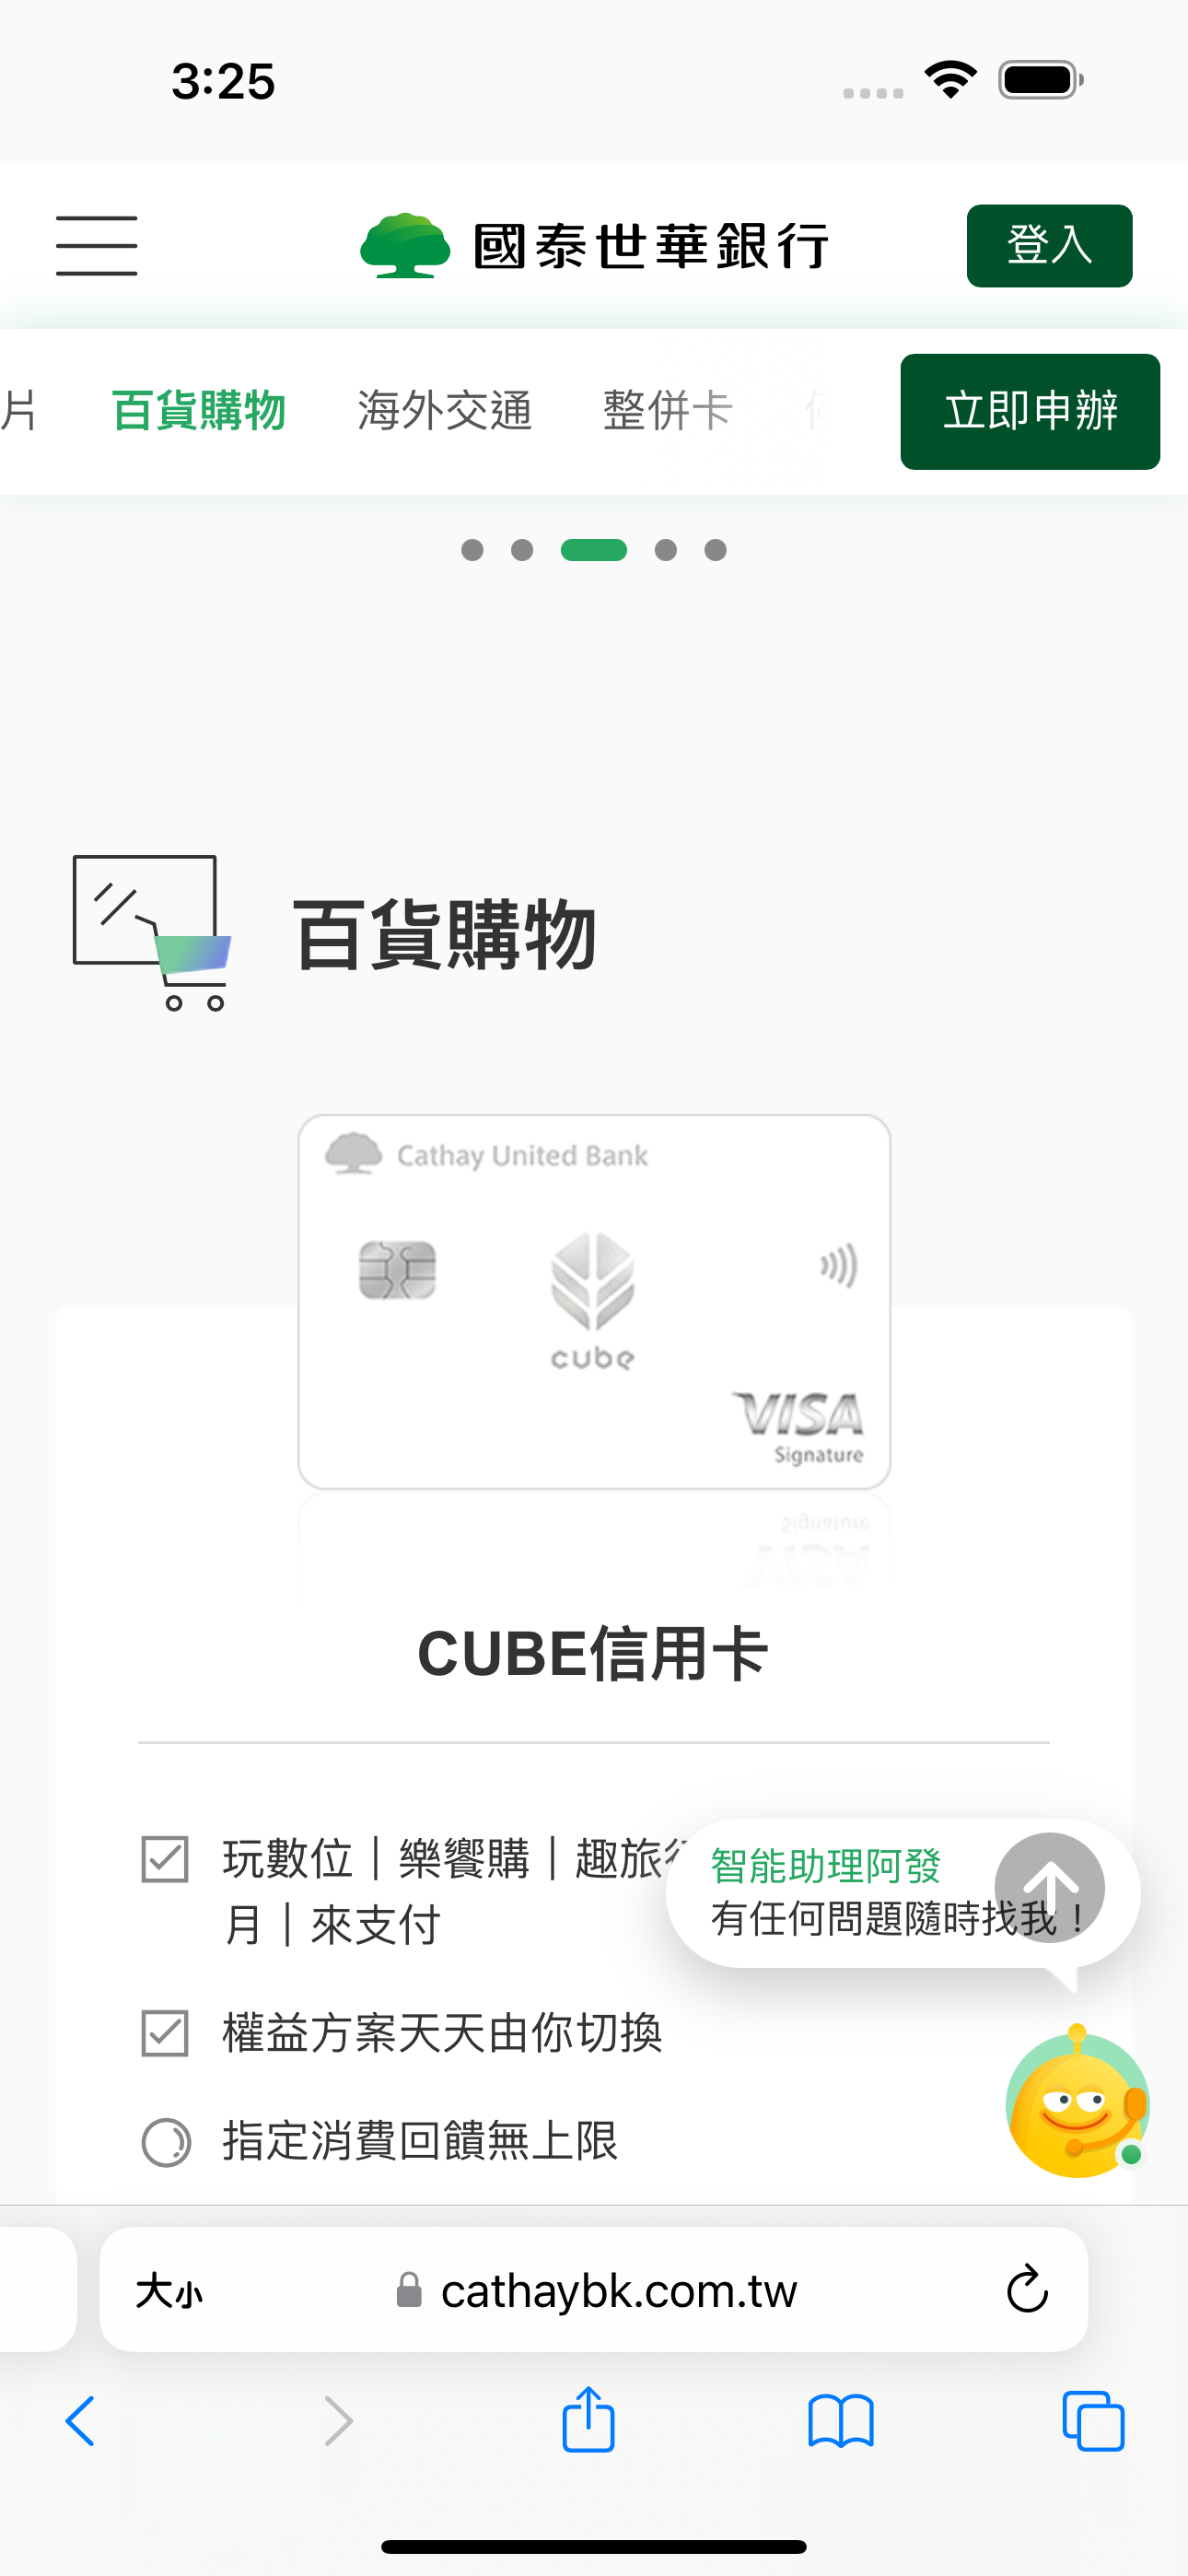 3:25
國泰世華銀行
登入
片 百貨購物 海外交通 整併卡
立即申辦
百貨購物
Cathay United Bank
cube
VISA
Signature
CUBE信用卡
玩數位｜樂饗購｜趣旅
月｜來支付
智能助理阿發
有任何問題隨時找我！
權益方案天天由你切換
指定消費回饋無上限
大小
cathaybk.com.tw